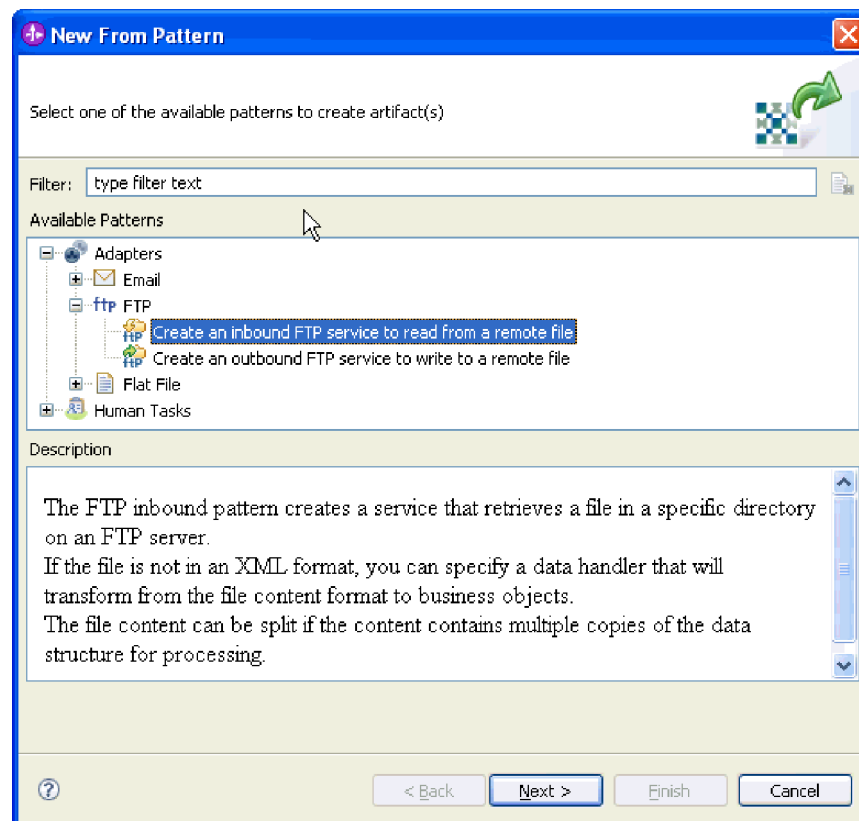 New From Pattern
Select one of the available patterns to create artifact(s)
Filter: type filter text
Available Patterns
Adapters
Email
ftp FTP
FTP Create an inbound FTP service to read from a remote file
FTP Create an outbound FTP service to write to a remote file
Flat File
Human Tasks
Description
The FTP inbound pattern creates a service that retrieves a file in a specific directory
on an FTP server.
If the file is not in an XML format, you can specify a data handler that will
transform from the file content format to business objects.
The file content can be split if the content contains multiple copies of the data
structure for processing.
? < Back Next > Finish Cancel